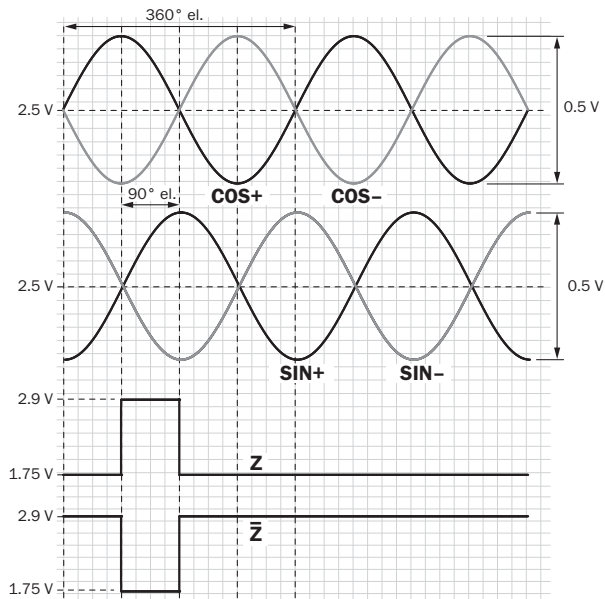 360° el.
2.5 V
0.5 V
90° el.
COS+ COS–
2.5 V
0.5 V
SIN+ SIN–
2.9 V
Z
1.75 V
2.9 V
Z̄
1.75 V